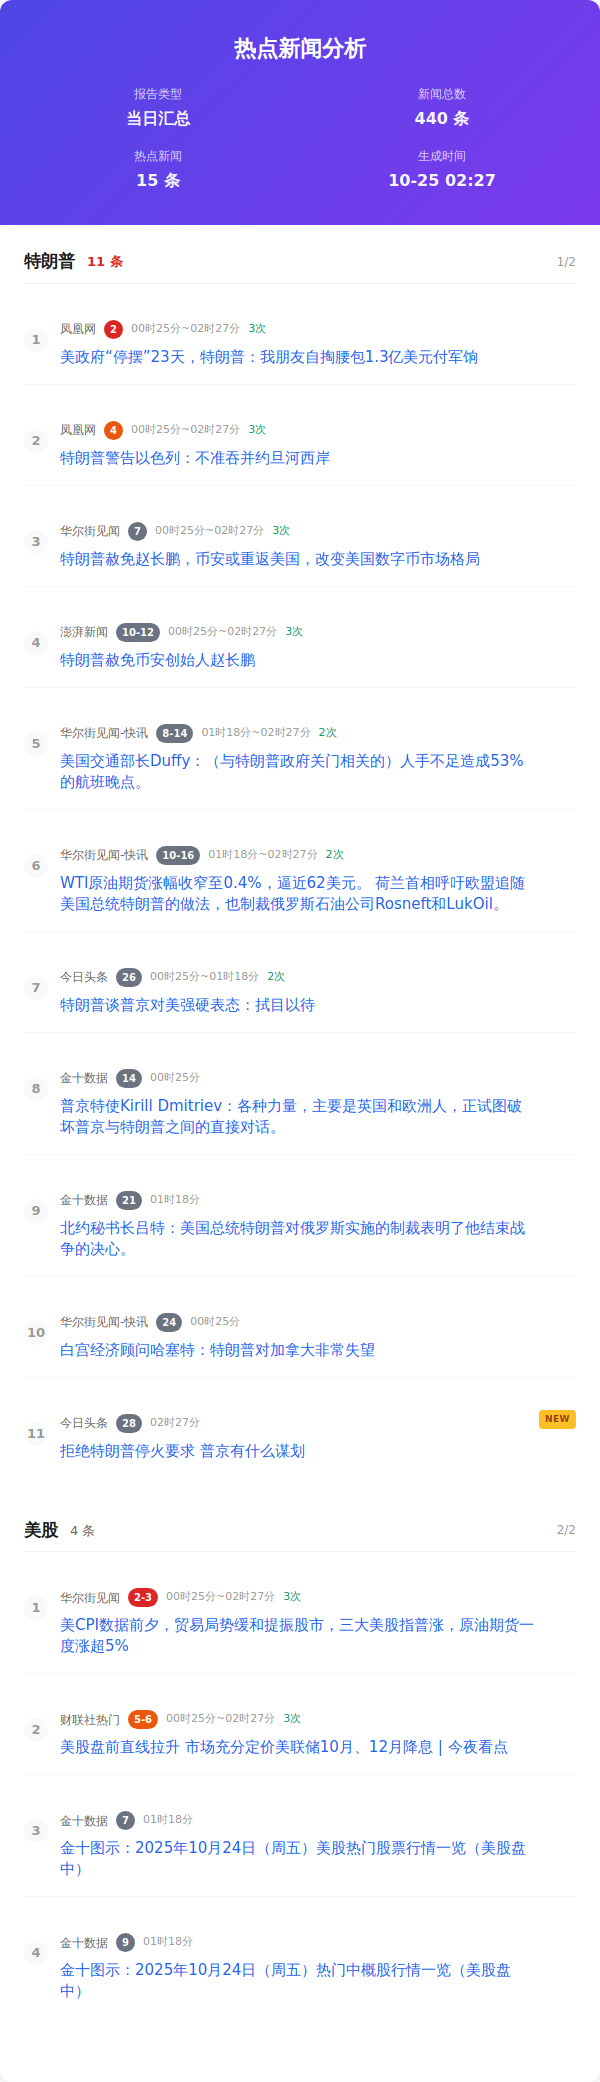 热点新闻分析
报告类型
新闻总数
当日汇总
440 条
热点新闻
生成时间
15 条
10-25 02:27
特朗普 11 条 1/2
1
凤凰网 2 00时25分~02时27分 3次
美政府“停摆”23天，特朗普：我朋友自掏腰包1.3亿美元付军饷
2
凤凰网 4 00时25分~02时27分 3次
特朗普警告以色列：不准吞并约旦河西岸
3
华尔街见闻 7 00时25分~02时27分 3次
特朗普赦免赵长鹏，币安或重返美国，改变美国数字币市场格局
4
澎湃新闻 10-12 00时25分~02时27分 3次
特朗普赦免币安创始人赵长鹏
5
华尔街见闻-快讯 8-14 01时18分~02时27分 2次
美国交通部长Duffy：（与特朗普政府关门相关的）人手不足造成53%
的航班晚点。
6
华尔街见闻-快讯 10-16 01时18分~02时27分 2次
WTI原油期货涨幅收窄至0.4%，逼近62美元。 荷兰首相呼吁欧盟追随
美国总统特朗普的做法，也制裁俄罗斯石油公司Rosneft和LukOil。
7
今日头条 26 00时25分~01时18分 2次
特朗普谈普京对美强硬表态：拭目以待
8
金十数据 14 00时25分
普京特使Kirill Dmitriev：各种力量，主要是英国和欧洲人，正试图破
坏普京与特朗普之间的直接对话。
9
金十数据 21 01时18分
北约秘书长吕特：美国总统特朗普对俄罗斯实施的制裁表明了他结束战
争的决心。
10
华尔街见闻-快讯 24 00时25分
白宫经济顾问哈塞特：特朗普对加拿大非常失望
11
今日头条 28 02时27分 NEW
拒绝特朗普停火要求 普京有什么谋划
美股 4 条 2/2
1
华尔街见闻 2-3 00时25分~02时27分 3次
美CPI数据前夕，贸易局势缓和提振股市，三大美股指普涨，原油期货一
度涨超5%
2
财联社热门 5-6 00时25分~02时27分 3次
美股盘前直线拉升 市场充分定价美联储10月、12月降息 | 今夜看点
3
金十数据 7 01时18分
金十图示：2025年10月24日（周五）美股热门股票行情一览（美股盘
中）
4
金十数据 9 01时18分
金十图示：2025年10月24日（周五）热门中概股行情一览（美股盘
中）